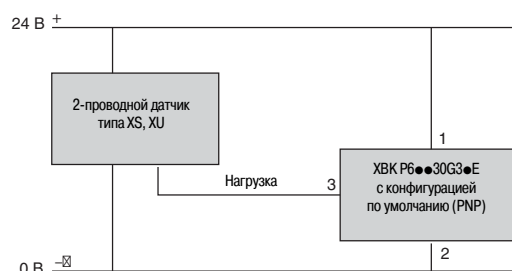 24 В +
2-проводной датчик
типа XS, XU
1
Нагрузка
3
XBK P6●●30G3●E
с конфигурацией
по умолчанию (PNP)
2
0 В –